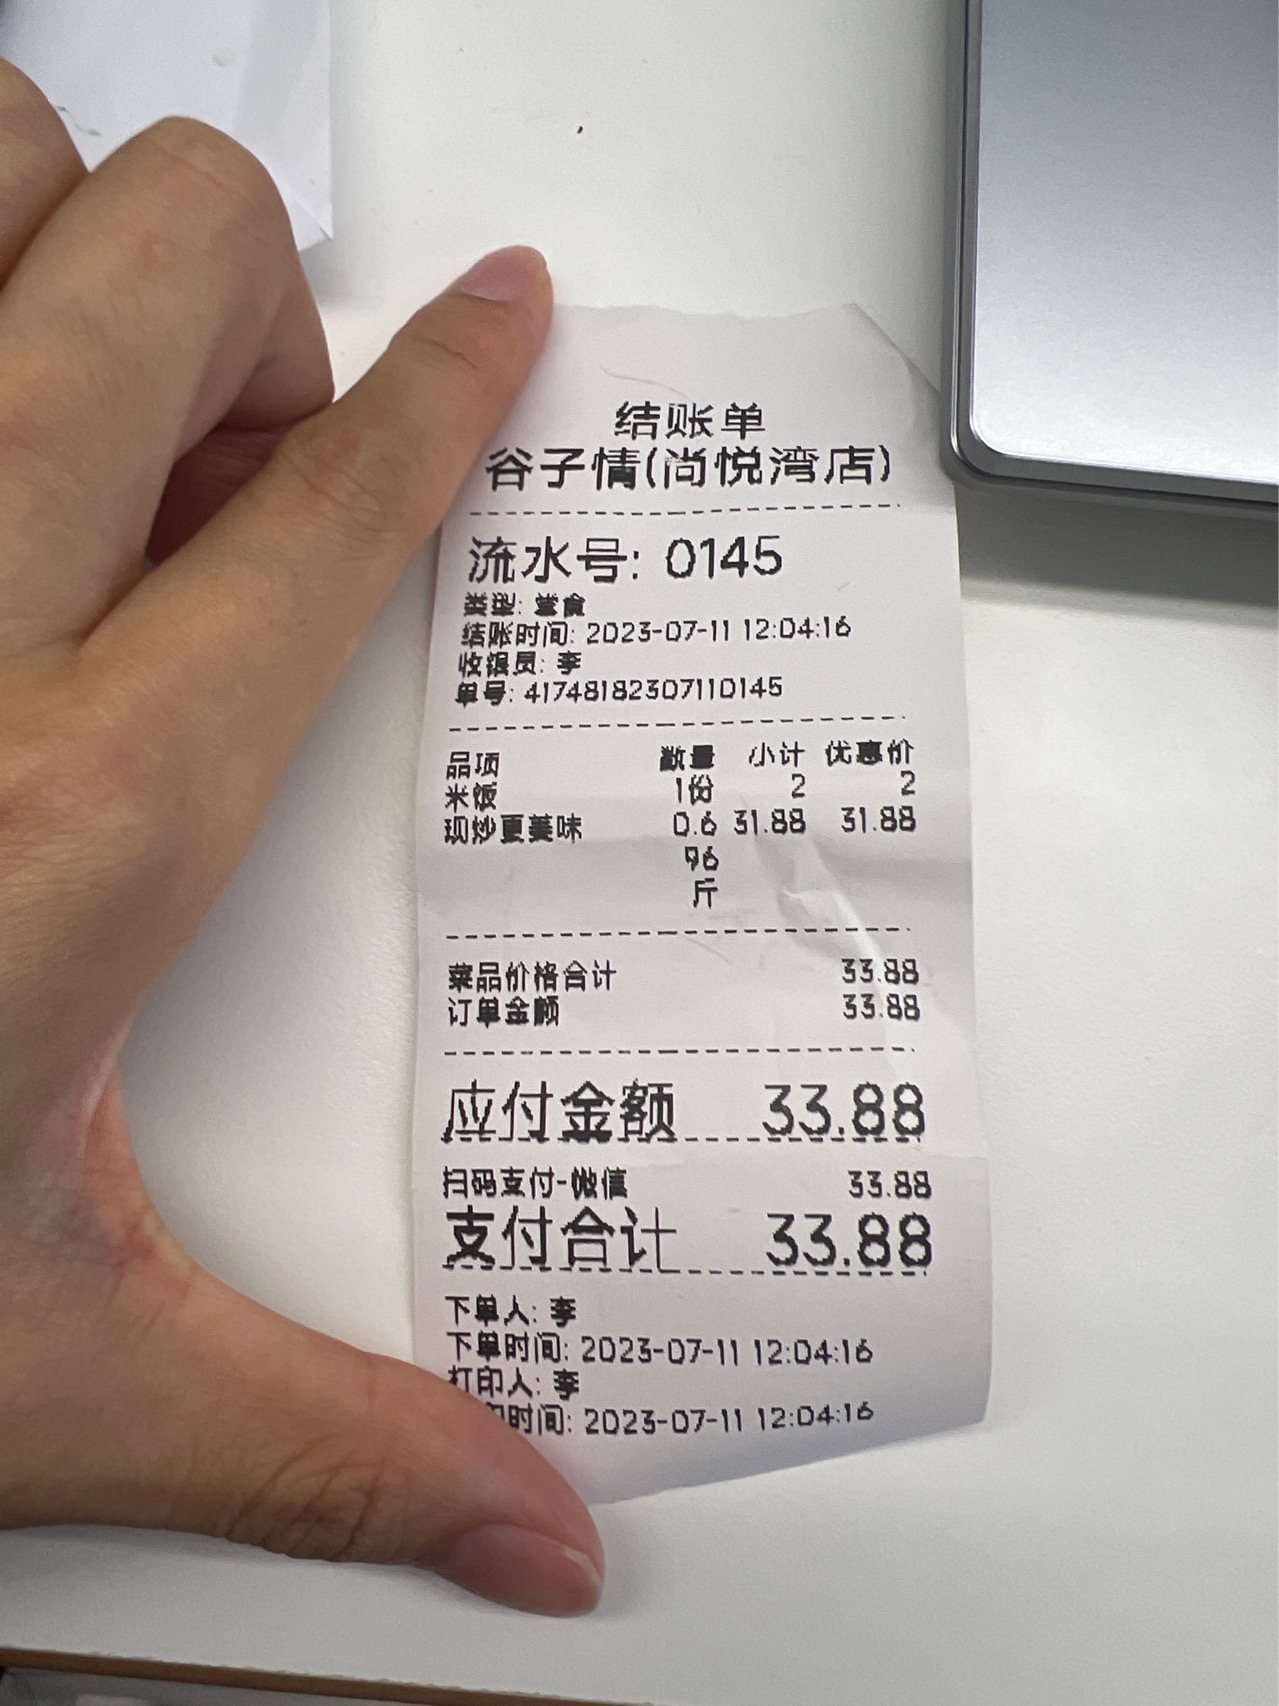 结账单
谷子情(尚悦湾店)
流水号: 0145
类型: 堂食
结账时间: 2023-07-11 12:04:16
收银员: 李
单号: 41748182307110145
品项 数量 小计 优惠价
米饭 1份 2 2
现炒更美味 0.6 31.88 31.88
96
斤
菜品价格合计 33.88
订单金额 33.88
应付金额 33.88
扫码支付-微信 33.88
支付合计 33.88
下单人: 李
下单时间: 2023-07-11 12:04:16
打印人: 李
印时间: 2023-07-11 12:04:16